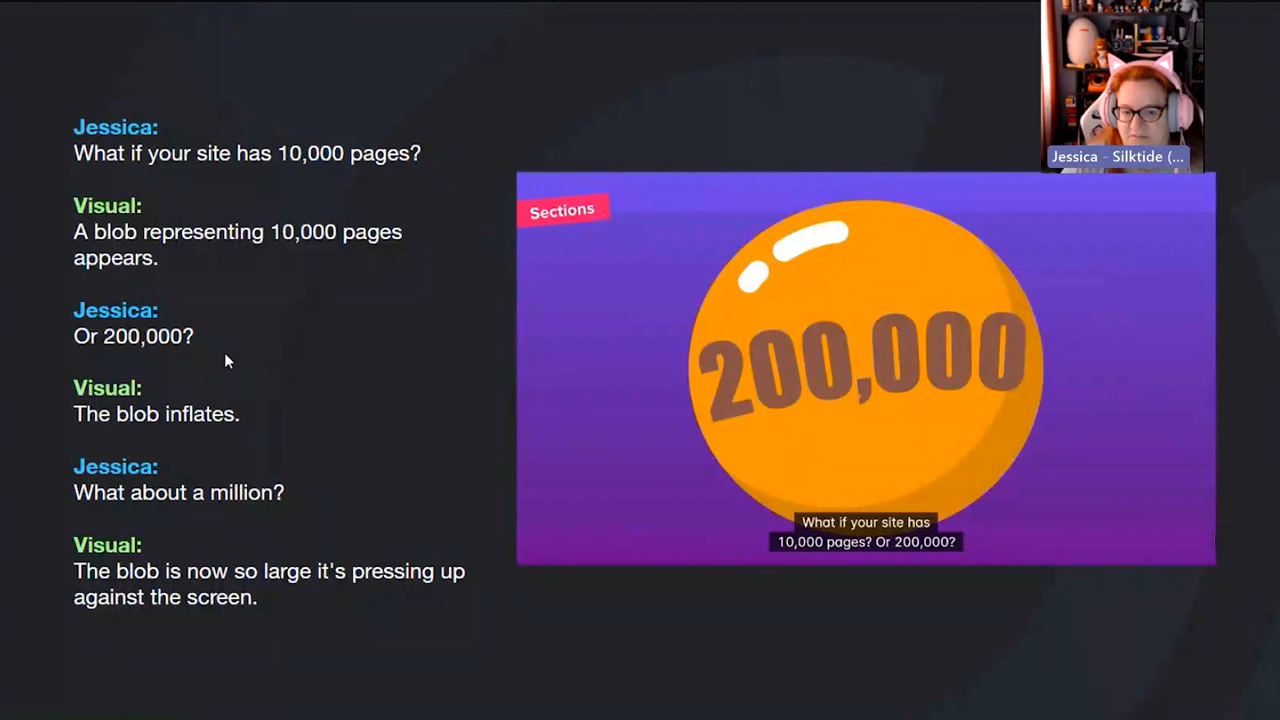 Jessica:
What if your site has 10,000 pages?
Visual:
A blob representing 10,000 pages
appears.
Jessica:
Or 200,000?
Visual:
The blob inflates.
Jessica:
What about a million?
Visual:
The blob is now so large it's pressing up
against the screen.
Jessica - Silktide (...
Sections
200,000
What if your site has
10,000 pages? Or 200,000?